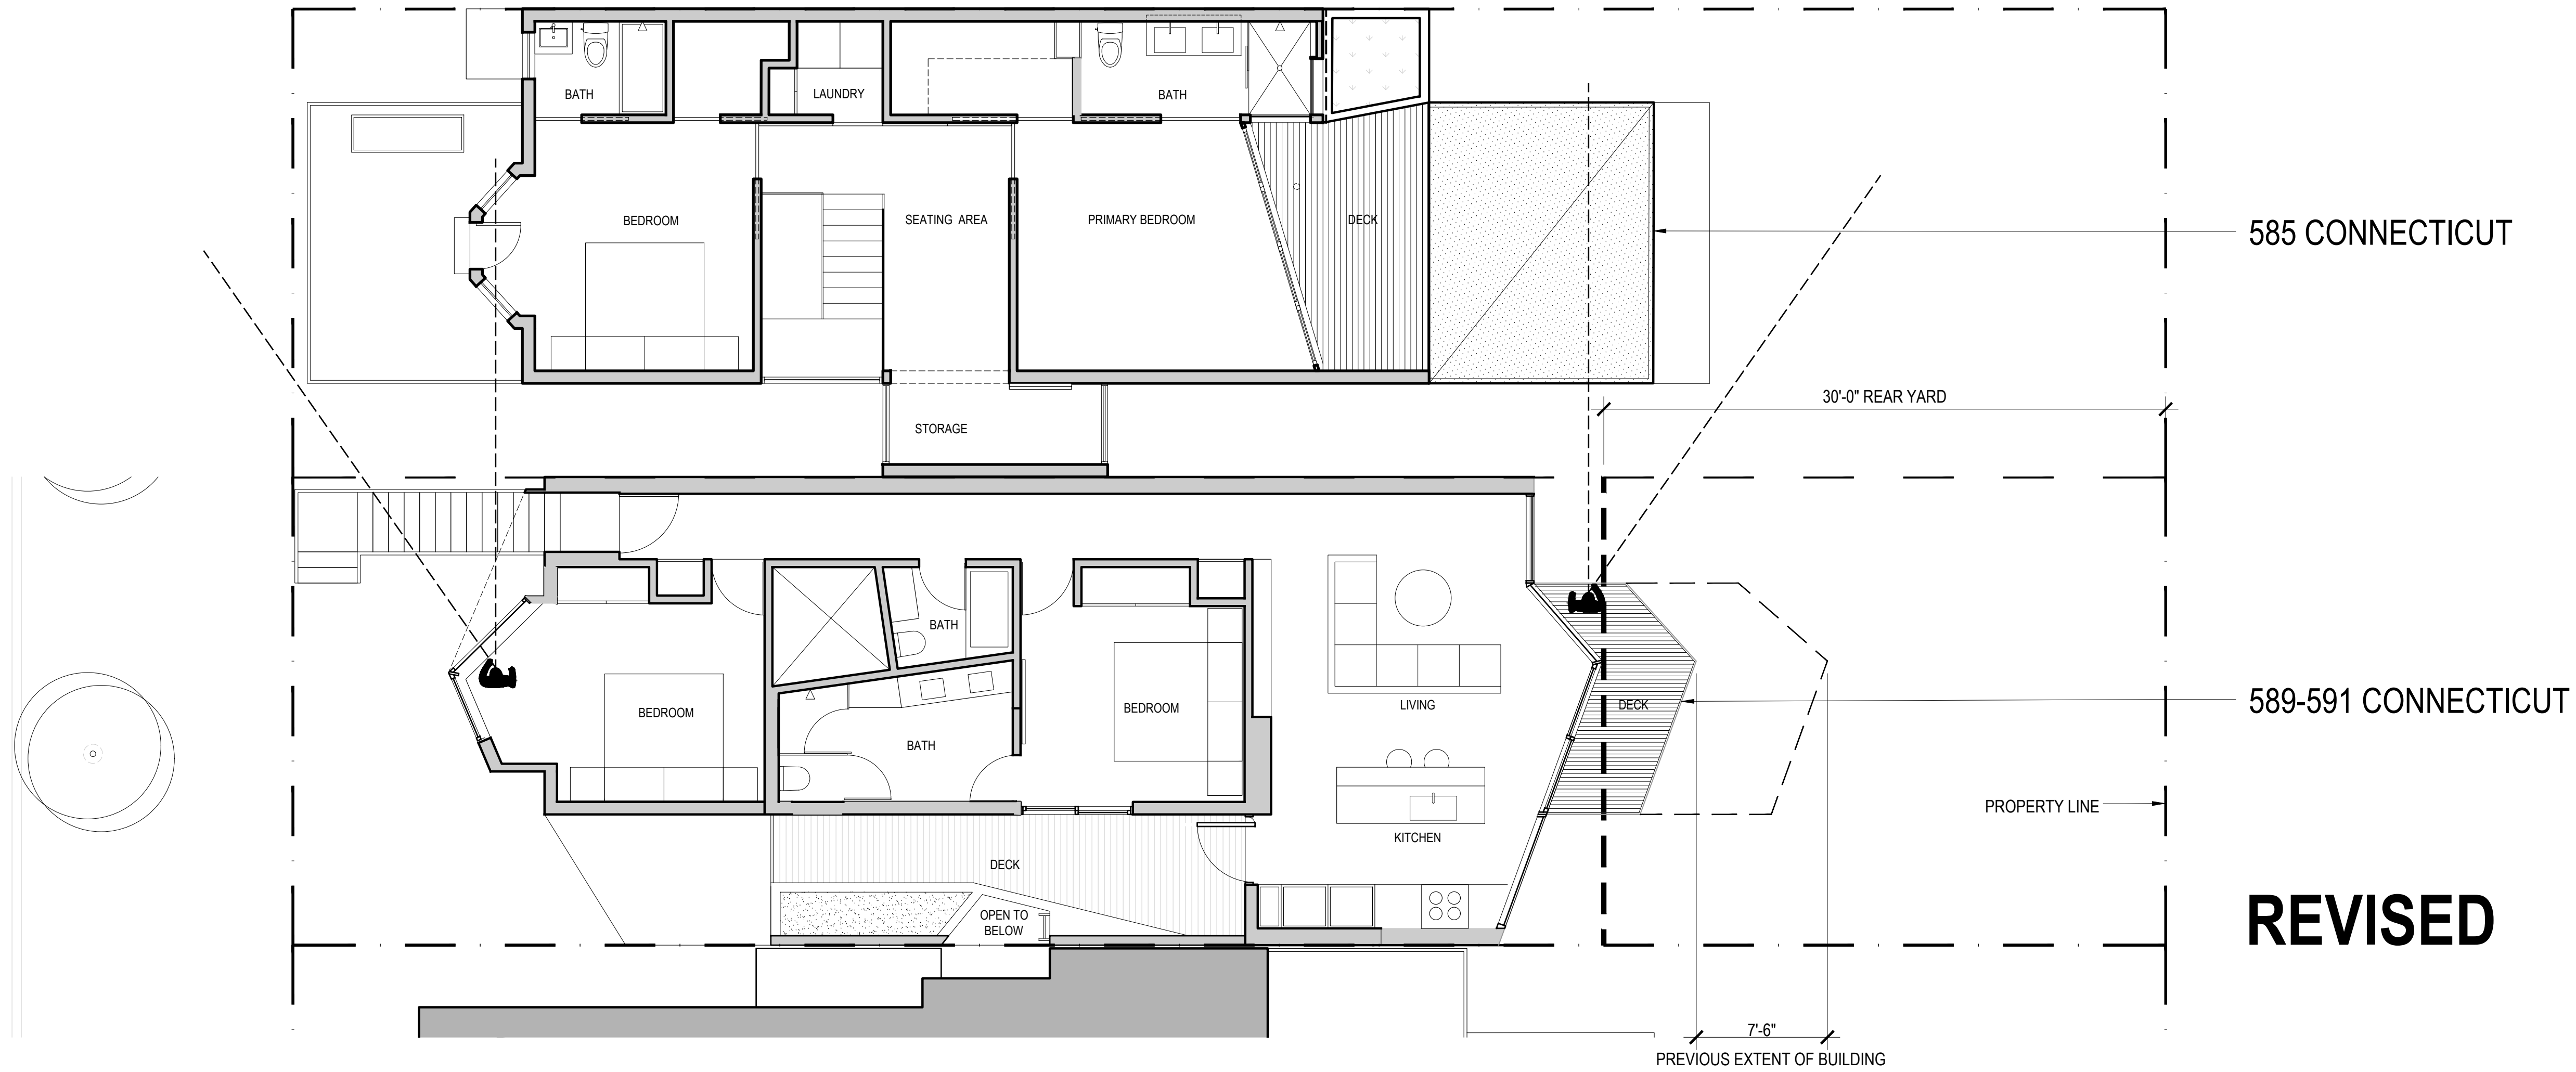 BATH
LAUNDRY
BATH
BEDROOM
SEATING AREA
PRIMARY BEDROOM
DECK
585 CONNECTICUT
30'-0" REAR YARD
STORAGE
BATH
BEDROOM
BEDROOM
LIVING
DECK
589-591 CONNECTICUT
BATH
PROPERTY LINE
KITCHEN
DECK
OPEN TO
BELOW
REVISED
7'-6"
PREVIOUS EXTENT OF BUILDING